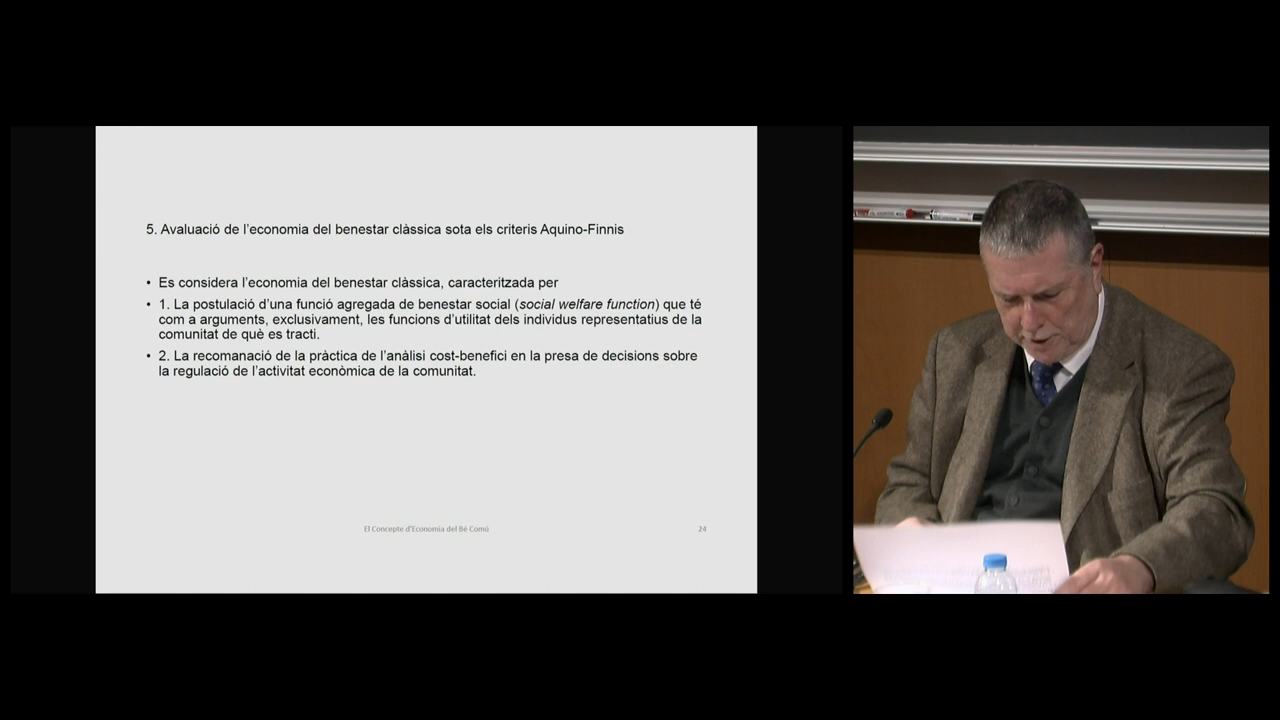 5. Avaluació de l’economia del benestar clàssica sota els criteris Aquino-Finnis
• Es considera l’economia del benestar clàssica, caracteritzada per
• 1. La postulació d’una funció agregada de benestar social (social welfare function) que té
com a arguments, exclusivament, les funcions d’utilitat dels individus representatius de la
comunitat de què es tracti.
• 2. La recomanació de la pràctica de l’anàlisi cost-benefici en la presa de decisions sobre
la regulació de l’activitat econòmica de la comunitat.
El Concepte d’Economia del Bé Comú
24